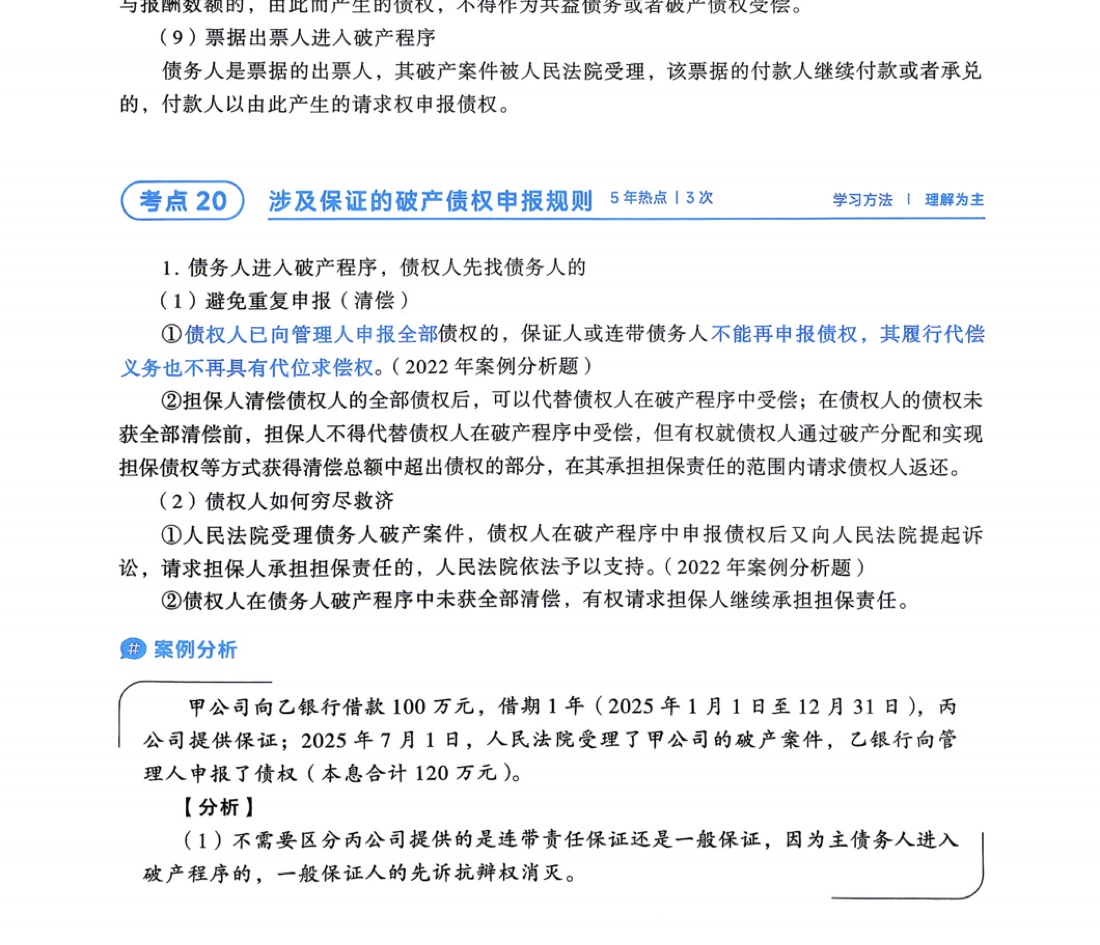 与报酬数额的，由此而产生的债权，不得作为共益债务或者破产债权受偿。
（9）票据出票人进入破产程序
债务人是票据的出票人，其破产案件被人民法院受理，该票据的付款人继续付款或者承兑
的，付款人以由此产生的请求权申报债权。
考点 20 涉及保证的破产债权申报规则 5 年热点 | 3 次 学习方法 | 理解为主
1. 债务人进入破产程序，债权人先找债务人的
（1）避免重复申报（清偿）
①债权人已向管理人申报全部债权的，保证人或连带债务人不能再申报债权，其履行代偿
义务也不再具有代位求偿权。（2022 年案例分析题）
②担保人清偿债权人的全部债权后，可以代替债权人在破产程序中受偿；在债权人的债权未
获全部清偿前，担保人不得代替债权人在破产程序中受偿，但有权就债权人通过破产分配和实现
担保债权等方式获得清偿总额中超出债权的部分，在其承担担保责任的范围内请求债权人返还。
（2）债权人如何穷尽救济
①人民法院受理债务人破产案件，债权人在破产程序中申报债权后又向人民法院提起诉
讼，请求担保人承担担保责任的，人民法院依法予以支持。（2022 年案例分析题）
②债权人在债务人破产程序中未获全部清偿，有权请求担保人继续承担担保责任。
# 案例分析
甲公司向乙银行借款 100 万元，借期 1 年（2025 年 1 月 1 日至 12 月 31 日），丙
公司提供保证；2025 年 7 月 1 日，人民法院受理了甲公司的破产案件，乙银行向管
理人申报了债权（本息合计 120 万元）。
【分析】
（1）不需要区分丙公司提供的是连带责任保证还是一般保证，因为主债务人进入
破产程序的，一般保证人的先诉抗辩权消灭。